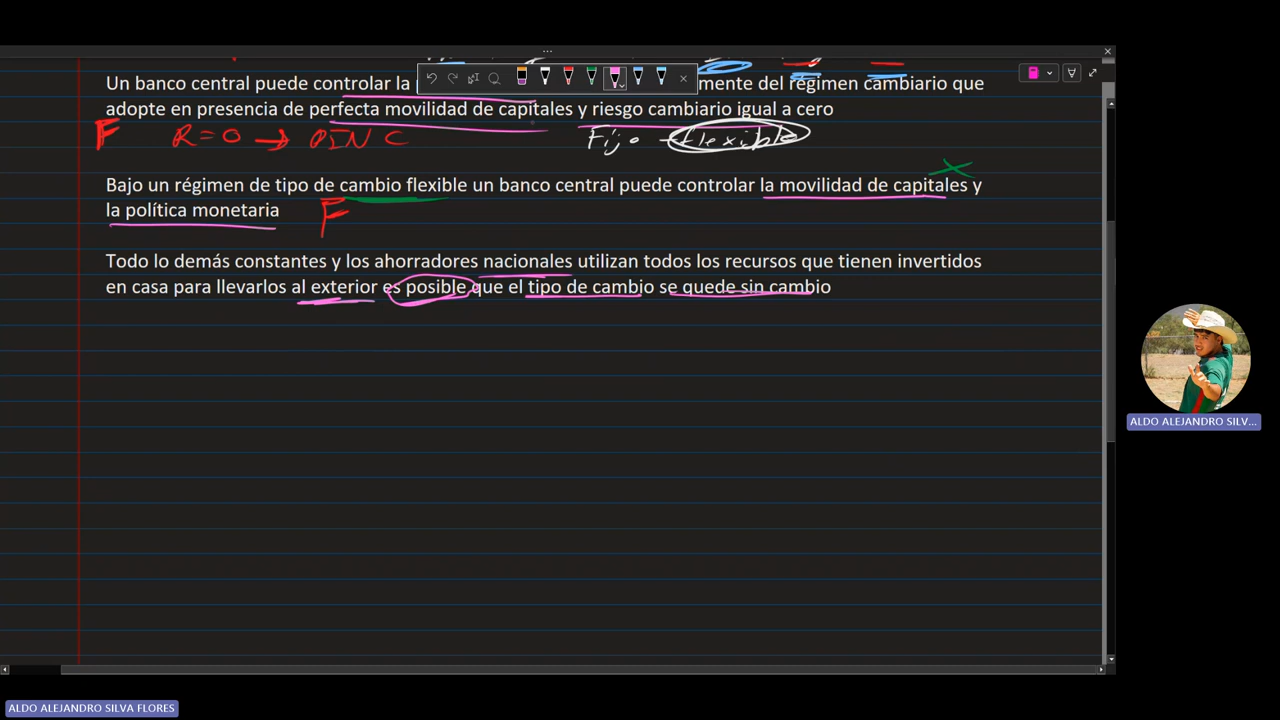 Un banco central puede controlar la mente del régimen cambiario que
adopte en presencia de perfecta movilidad de capitales y riesgo cambiario igual a cero
F R = 0 → PINC Fijo flexible
Bajo un régimen de tipo de cambio flexible un banco central puede controlar la movilidad de capitales y
la política monetaria F
Todo lo demás constantes y los ahorradores nacionales utilizan todos los recursos que tienen invertidos
en casa para llevarlos al exterior es posible que el tipo de cambio se quede sin cambio
ALDO ALEJANDRO SILV...
ALDO ALEJANDRO SILVA FLORES